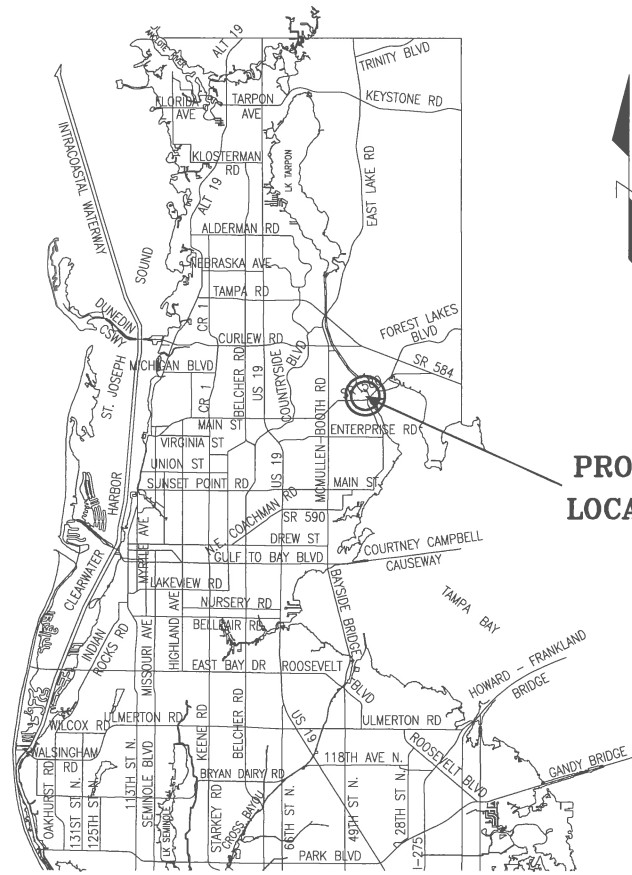 ALT 19
TRINITY BLVD
KEYSTONE RD
FLORIDA
AVE
TARPON
AVE
KLOSTERMAN
RD
LK TARPON
EAST LAKE RD
INTRACOASTAL WATERWAY
ALT 19
ALDERMAN RD
SOUND
NEBRASKA AVE
TAMPA RD
CR 1
DUNEDIN
CSWY
CURLEW RD
FOREST LAKES
BLVD
SR 584
MICHIGAN BLVD
ST. JOSEPH
CR 1
BELCHER RD
US 19
COUNTRYSIDE
BLVD
MCMULLEN-BOOTH RD
MAIN ST
ENTERPRISE RD
VIRGINIA ST
UNION ST
SUNSET POINT RD
US 19
MAIN ST
PRO
LOCA
HARBOR
N.E. COACHMAN RD
SR 590
DREW ST
GULF TO BAY BLVD
COURTNEY CAMPBELL
CAUSEWAY
MYRTLE AVE
CLEARWATER
LAKEVIEW RD
NURSERY RD
BELLEAIR RD
BAYSIDE BRIDGE
TAMPA BAY
INDIAN
ROCKS RD
MISSOURI AVE
HIGHLAND AVE
EAST BAY DR
ROOSEVELT
BLVD
HOWARD - FRANKLAND
BRIDGE
WILCOX RD
ULMERTON RD
KEENE RD
BELCHER RD
US 19
ULMERTON RD
WALSINGHAM
RD
118TH AVE N.
ROOSEVELT BLVD
GANDY BRIDGE
OAKHURST RD
131ST ST N.
125TH ST N.
113TH ST N.
SEMINOLE BLVD
LK SEMINOLE
BRYAN DAIRY RD
STARKEY RD
CROSS BAYOU
66TH ST N.
49TH ST N.
28TH ST N.
PARK BLVD
I-275